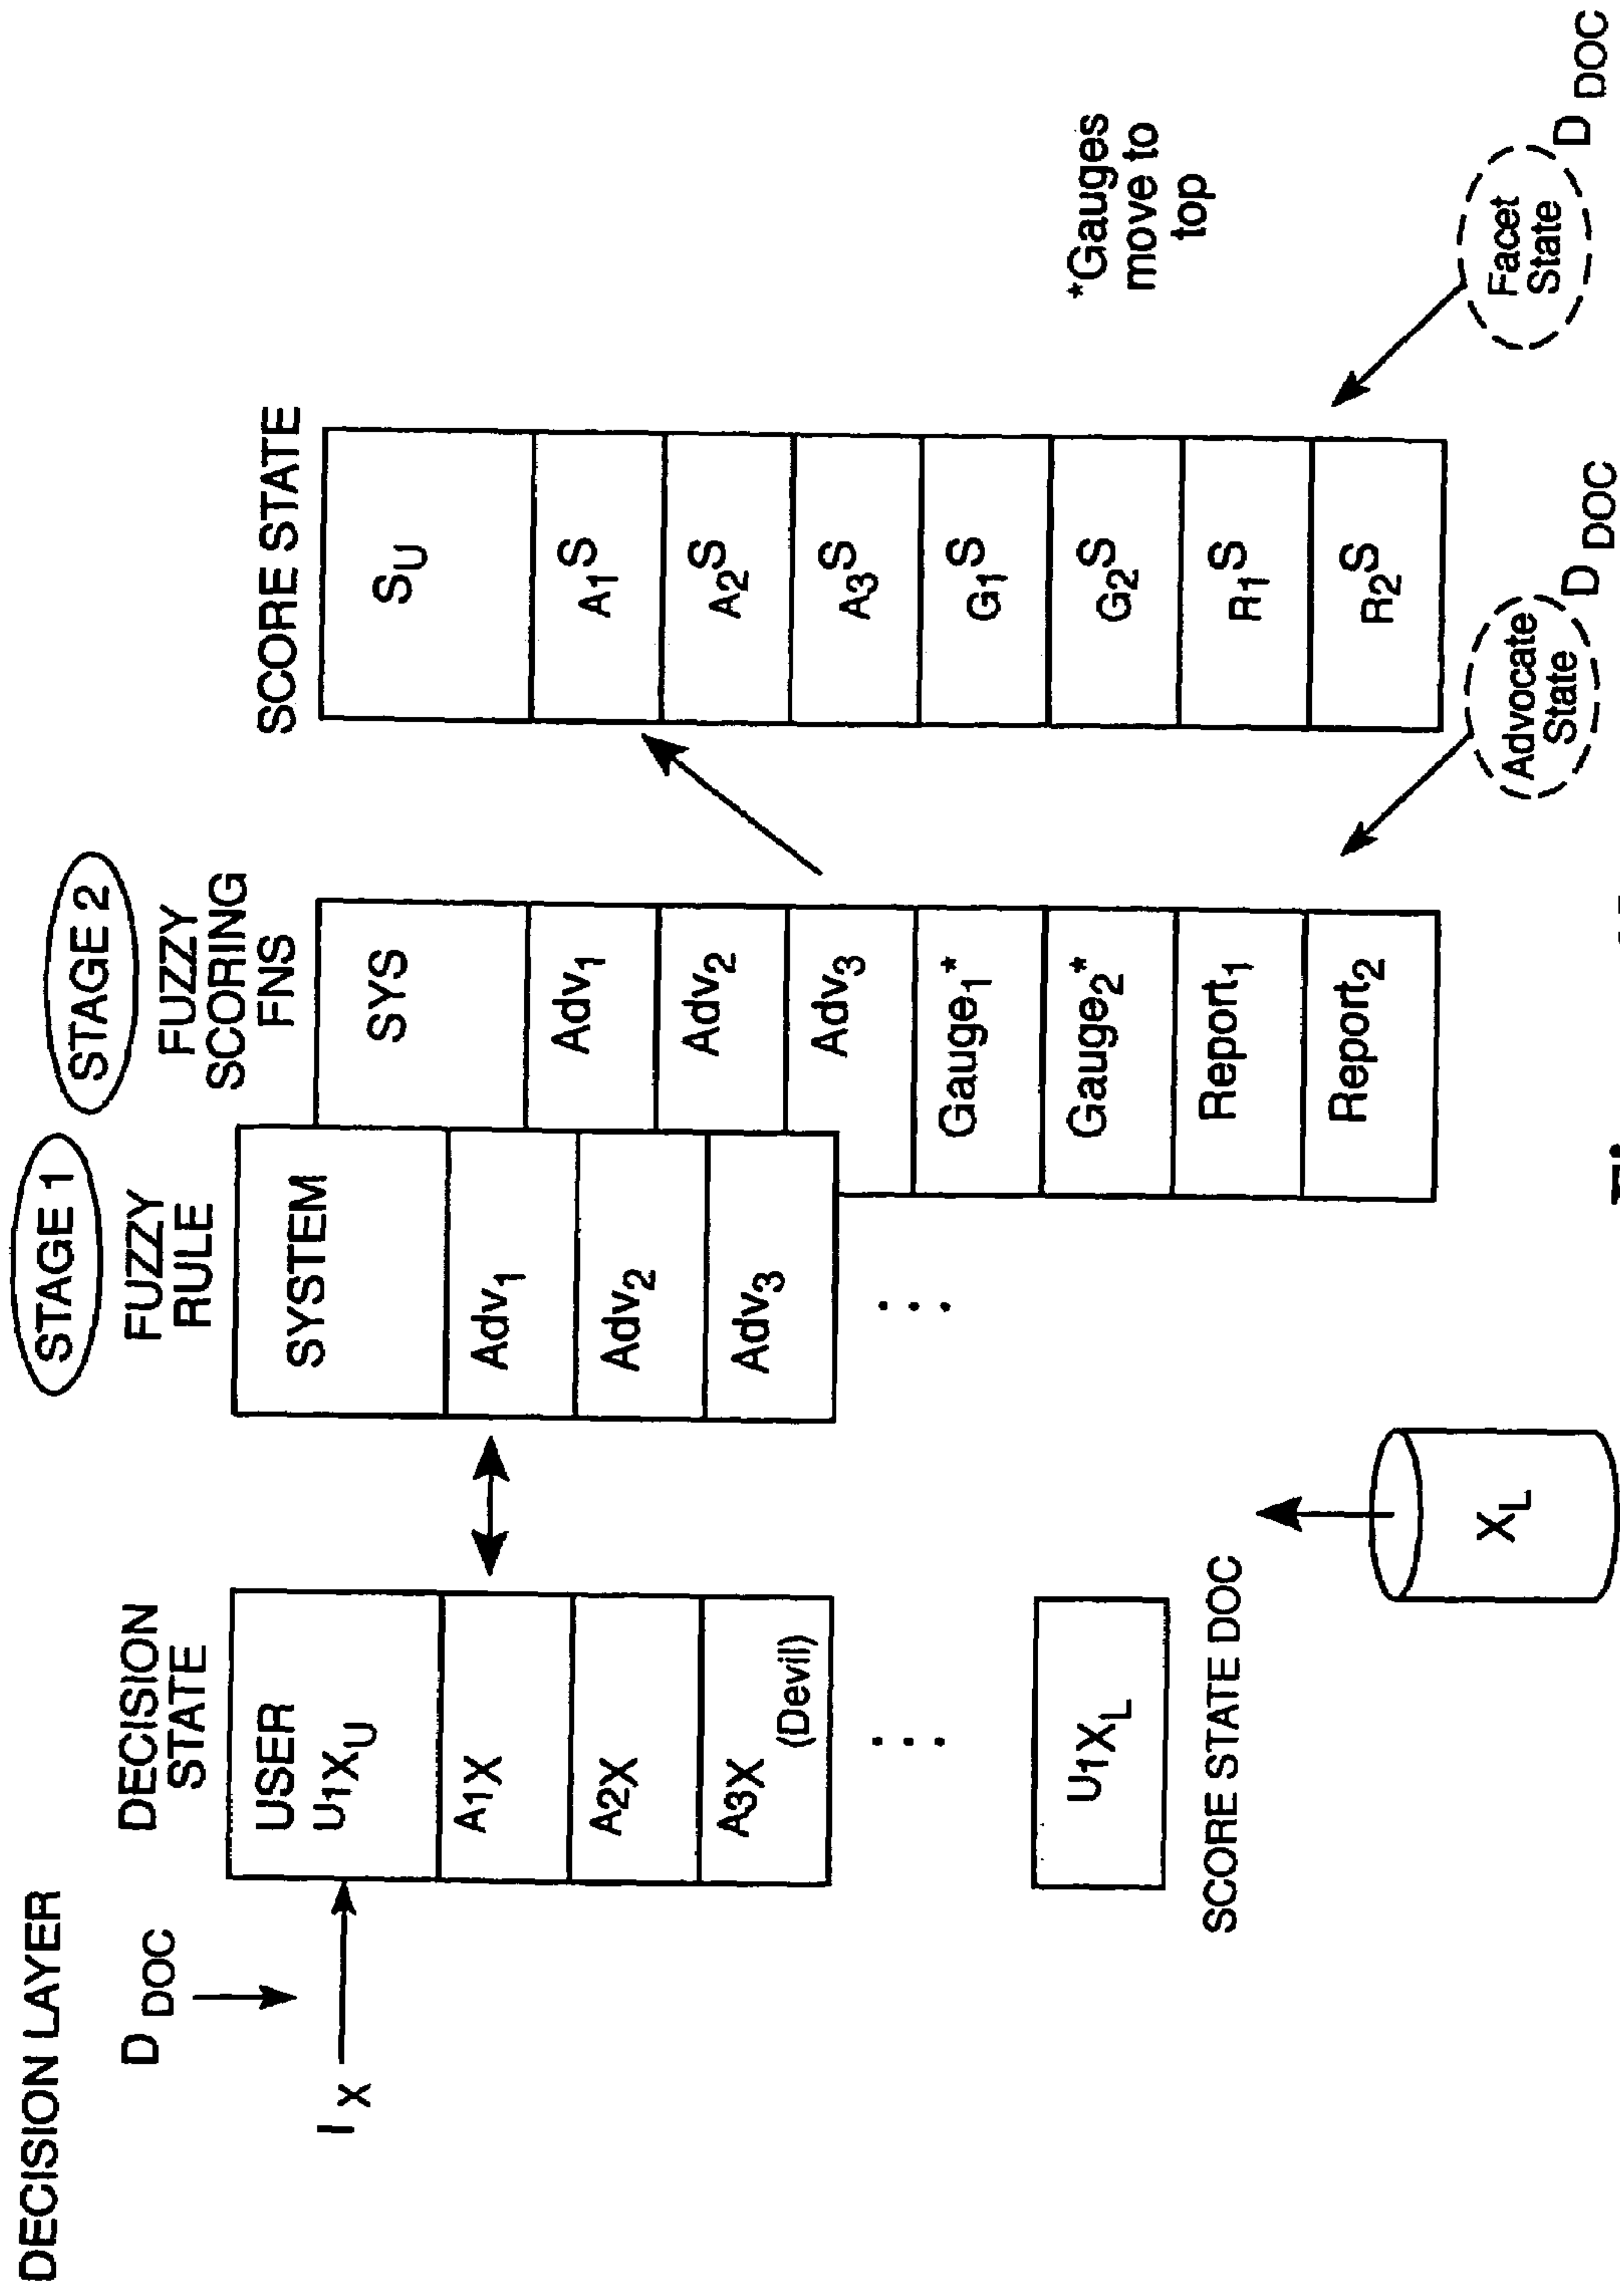 DECISION LAYER
D DOC
I X
DECISION
STATE
USER
U1XU
A1X
A2X
A3X
(Devil)
...
U1XL
SCORE STATE DOC
XL
STAGE 1
FUZZY
RULE
SYSTEM
Adv1
Adv2
Adv3
...
STAGE 2
FUZZY
SCORING
FNS
SYS
Adv1
Adv2
Adv3
Gauge1*
Gauge2*
Report1
Report2
SCORE STATE
SU
A1S
A2S
A3S
G1S
G2S
R1S
R2S
*Gauges
move to
top
Advocate
State
D DOC
Facet
State
D DOC